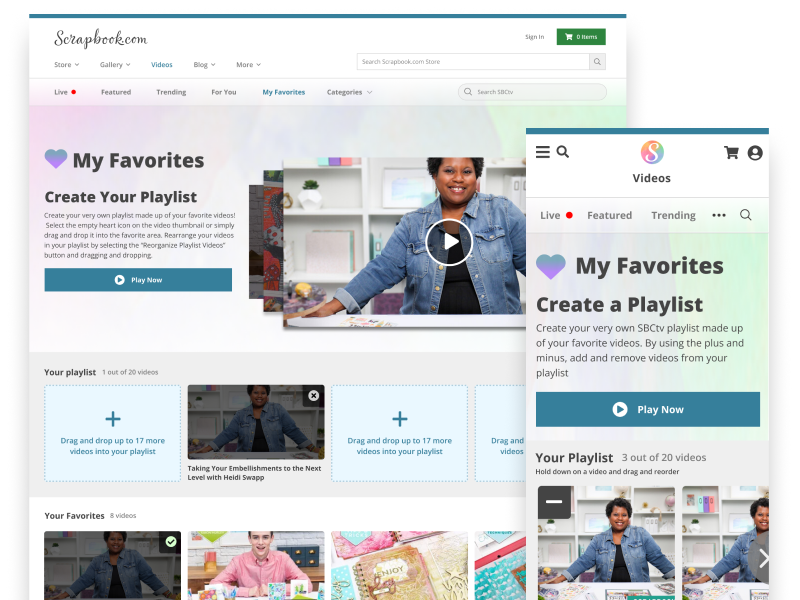 Scrapbook.com
Sign In
0 Items
Store
Gallery
Videos
Blog
More
Search Scrapbook.com Store
Live
Featured
Trending
For You
My Favorites
Categories
Search SBCtv
My Favorites
Create Your Playlist
Create your very own playlist made up of your favorite videos!
Select the empty heart icon on the video thumbnail or simply
drag and drop it into the favorite area. Rearrange your videos
in your playlist by selecting the "Reorganize Playlist Videos"
button and dragging and dropping.
Play Now
Your playlist 1 out of 20 videos
Drag and drop up to 17 more
videos into your playlist
Taking Your Embellishments to the Next
Level with Heidi Swapp
Drag and drop up to 17 more
videos into your playlist
Drag and
videos
Your Favorites 8 videos
ENJOY
S
Videos
Live
Featured
Trending
My Favorites
Create a Playlist
Create your very own SBCtv playlist made up
of your favorite videos. By using the plus and
minus, add and remove videos from your
playlist
Play Now
Your Playlist 3 out of 20 videos
Hold down on a video and drag and reorder